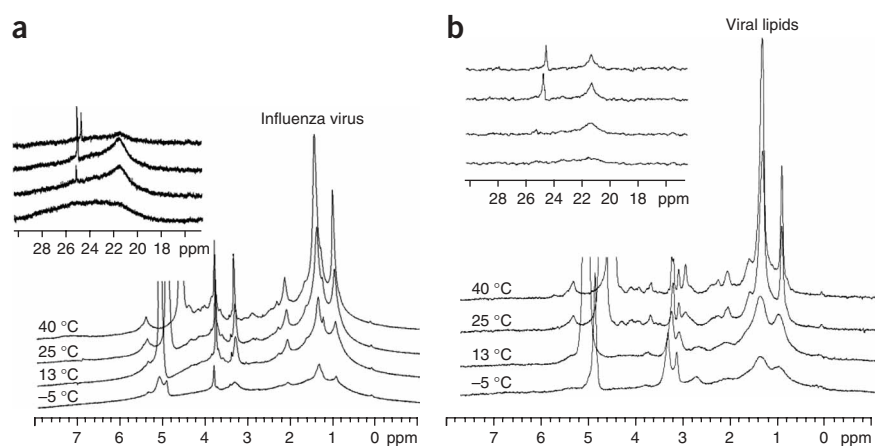 a
Influenza virus
28 26 24 22 20 18 ppm
40 °C
25 °C
13 °C
–5 °C
7 6 5 4 3 2 1 0 ppm
b
Viral lipids
28 26 24 22 20 18 ppm
40 °C
25 °C
13 °C
–5 °C
7 6 5 4 3 2 1 0 ppm